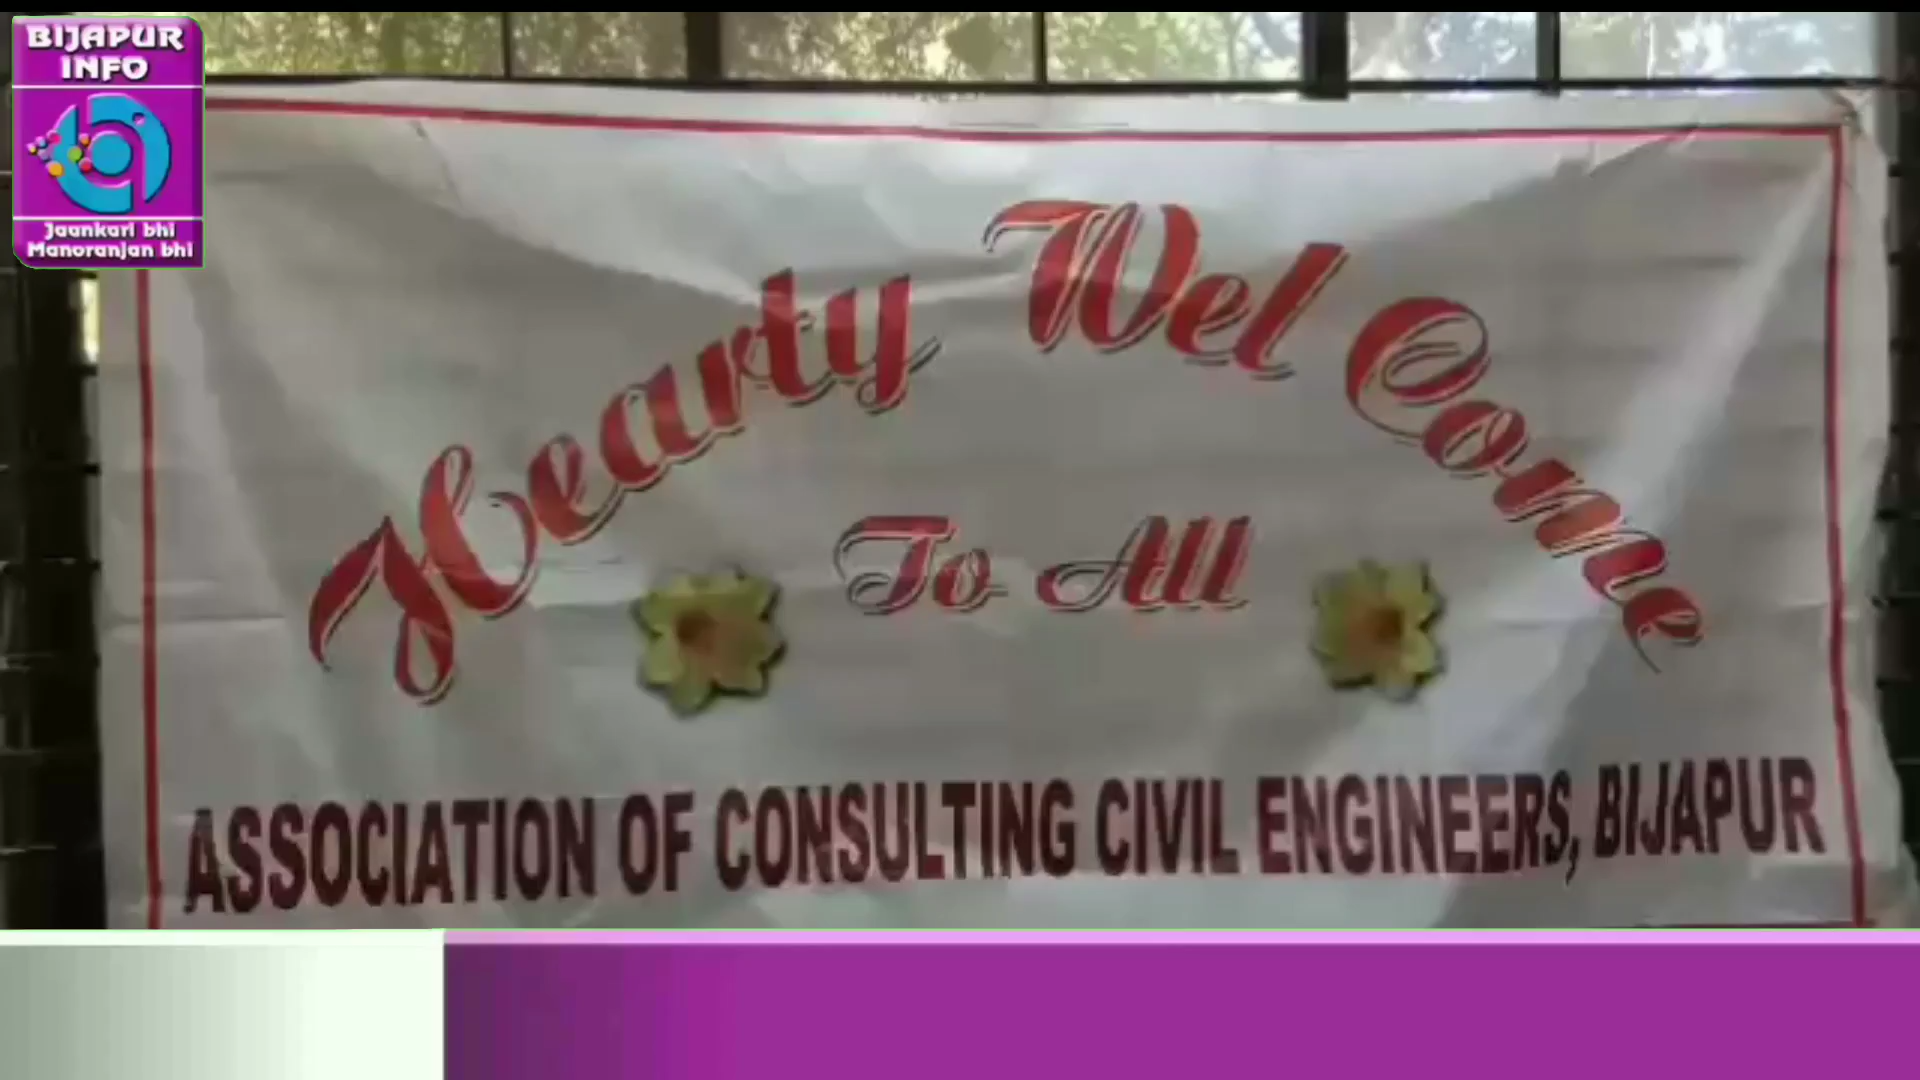 BIJAPUR
INFO
Jaankari bhi
Manoranjan bhi
Hearty Wel Come
To All
ASSOCIATION OF CONSULTING CIVIL ENGINEERS, BIJAPUR